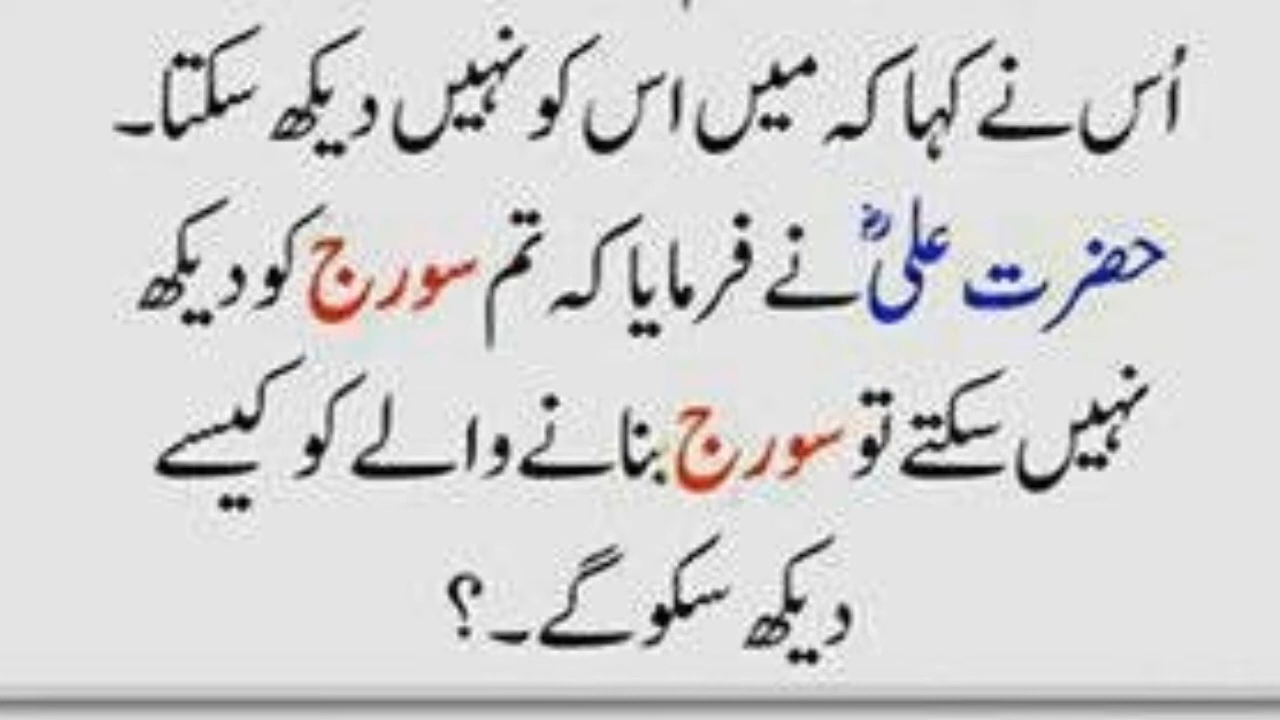 اُس نے کہا کہ میں اس کو نہیں دیکھ سکتا۔
حضرت علیؓ نے فرمایا کہ تم سورج کو دیکھ
نہیں سکتے تو سورج بنانے والے کو کیسے
دیکھ سکو گے۔؟